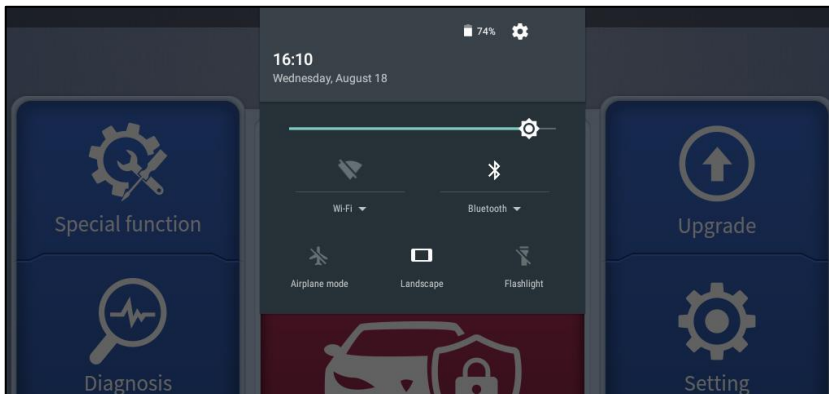 74%
16:10
Wednesday, August 18
Special function
Wi-Fi
Bluetooth
Upgrade
Airplane mode
Landscape
Flashlight
Diagnosis
Setting